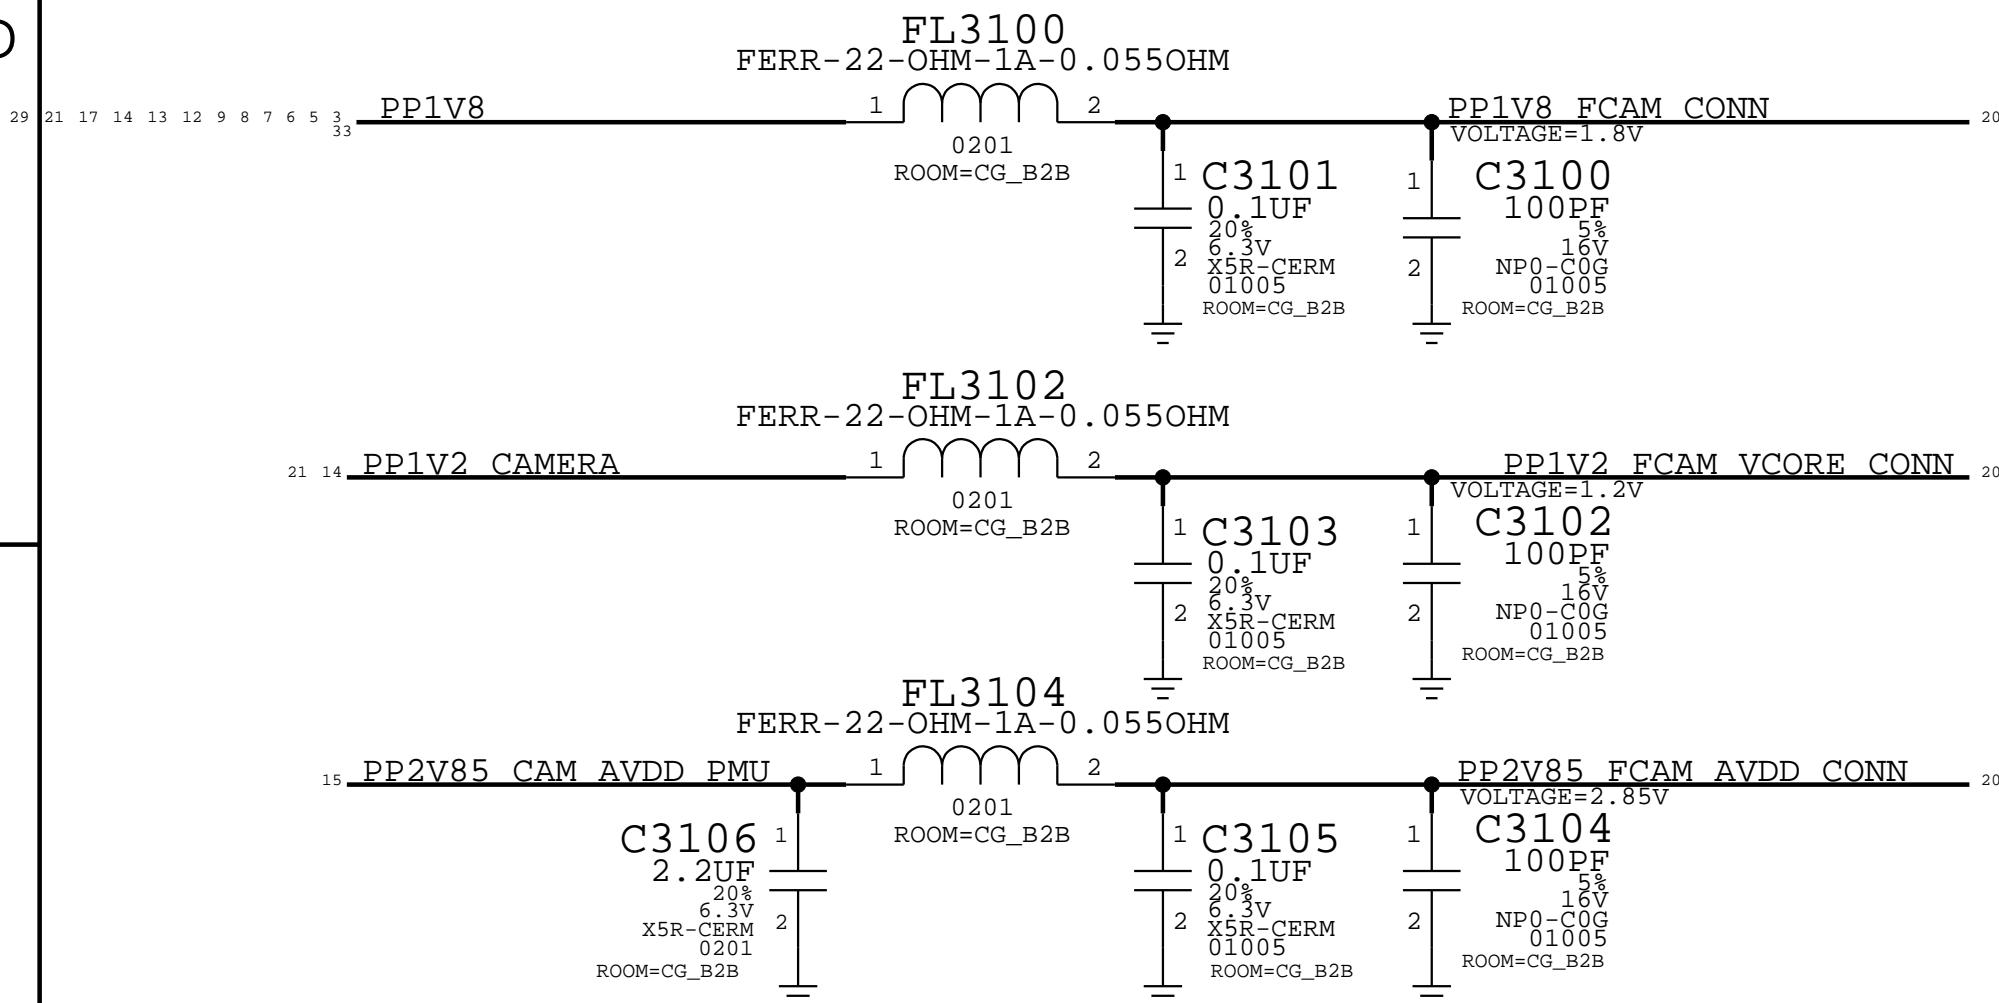 D
FL3100
FERR-22-OHM-1A-0.055OHM
29 21 17 14 13 12 9 8 7 6 5 3
33
PP1V8
1
2
PP1V8_FCAM_CONN
20
VOLTAGE=1.8V
0201
ROOM=CG_B2B
1
C3101
0.1UF
20%
6.3V
2
X5R-CERM
01005
ROOM=CG_B2B
1
C3100
100PF
5%
16V
2
NP0-C0G
01005
ROOM=CG_B2B
FL3102
FERR-22-OHM-1A-0.055OHM
21 14
PP1V2_CAMERA
1
2
PP1V2_FCAM_VCORE_CONN
20
VOLTAGE=1.2V
0201
ROOM=CG_B2B
1
C3103
0.1UF
20%
6.3V
2
X5R-CERM
01005
ROOM=CG_B2B
1
C3102
100PF
5%
16V
2
NP0-C0G
01005
ROOM=CG_B2B
FL3104
FERR-22-OHM-1A-0.055OHM
15
PP2V85_CAM_AVDD_PMU
1
2
PP2V85_FCAM_AVDD_CONN
20
VOLTAGE=2.85V
0201
ROOM=CG_B2B
C3106
1
2.2UF
20%
6.3V
X5R-CERM
2
0201
ROOM=CG_B2B
1
C3105
0.1UF
20%
6.3V
2
X5R-CERM
01005
ROOM=CG_B2B
1
C3104
100PF
5%
16V
2
NP0-C0G
01005
ROOM=CG_B2B